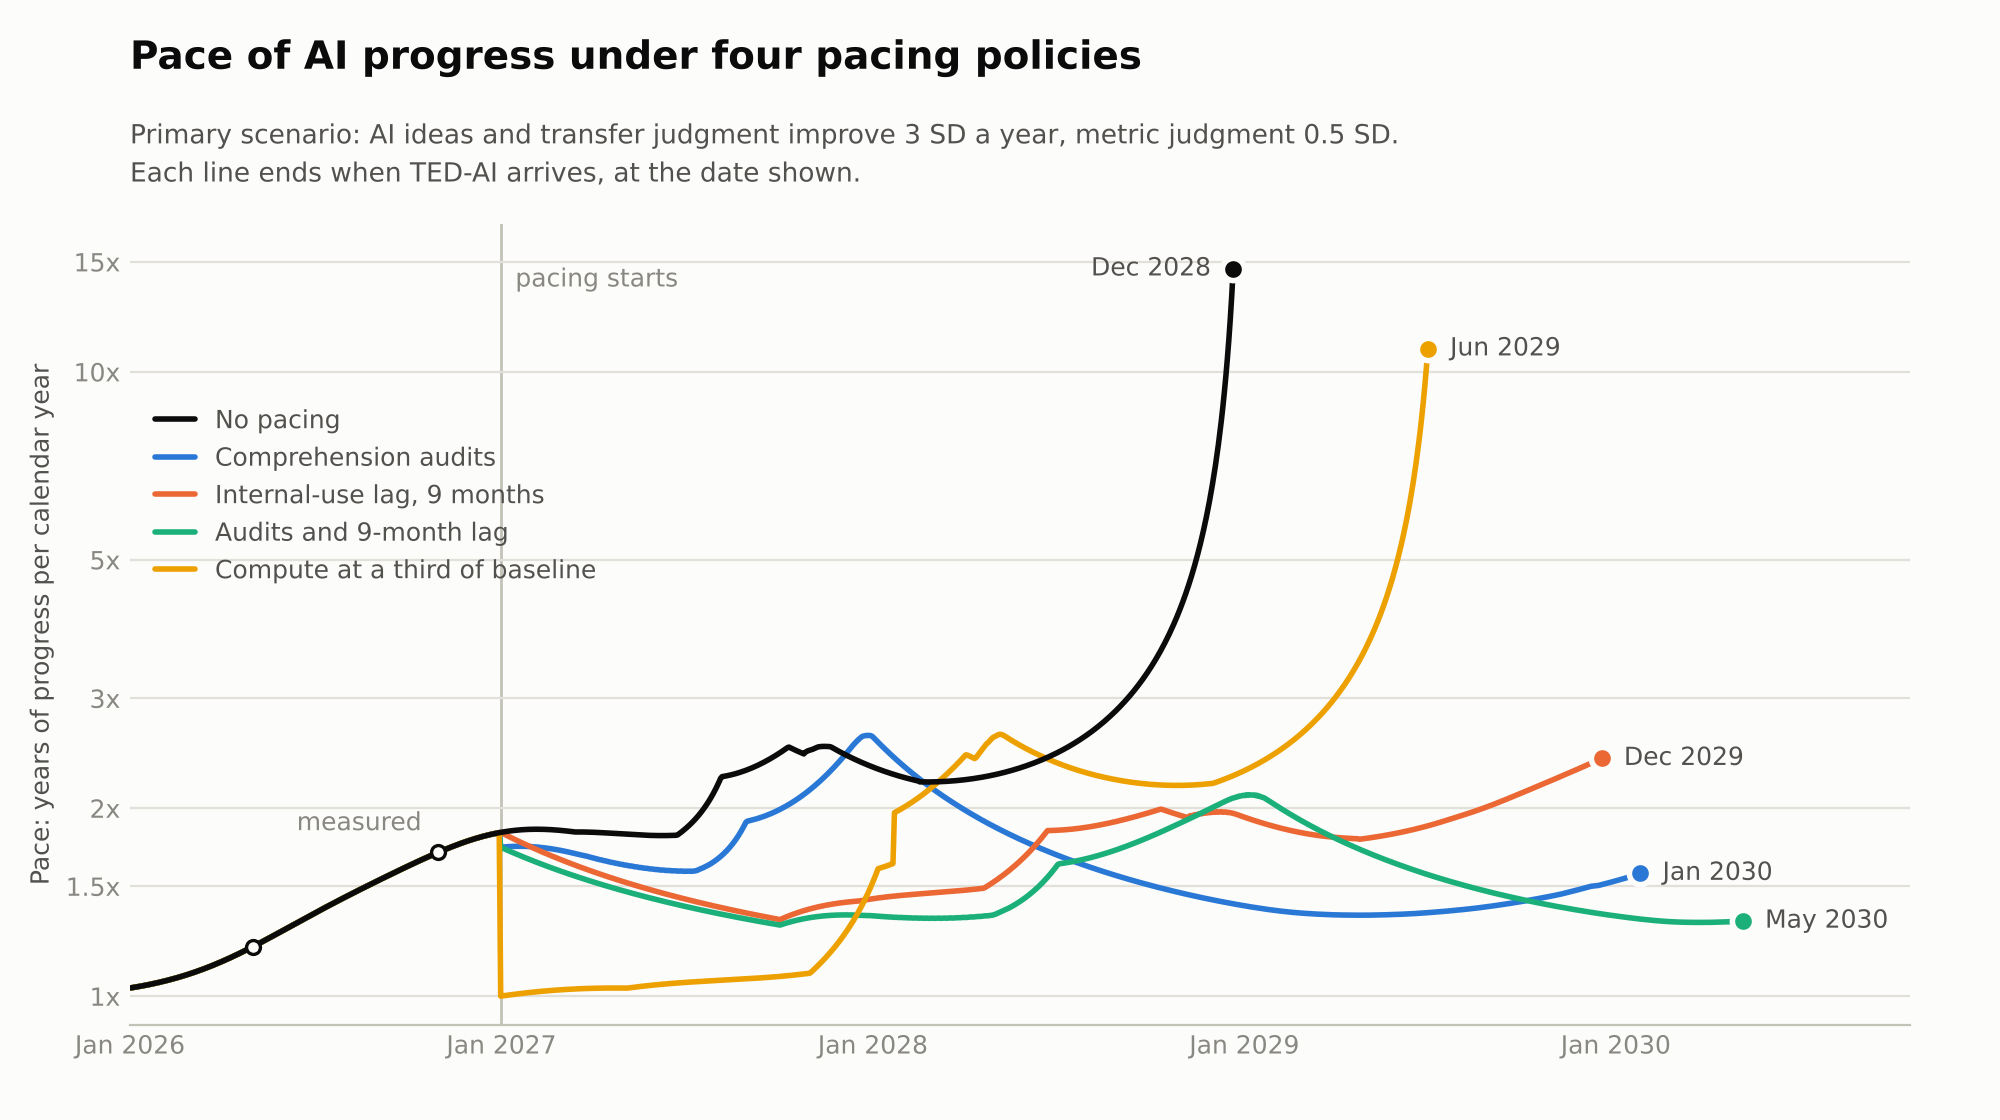 Pace of AI progress under four pacing policies
Primary scenario: AI ideas and transfer judgment improve 3 SD a year, metric judgment 0.5 SD.
Each line ends when TED-AI arrives, at the date shown.
Pace: years of progress per calendar year
15x
10x
5x
3x
2x
1.5x
1x
pacing starts
measured
No pacing
Comprehension audits
Internal-use lag, 9 months
Audits and 9-month lag
Compute at a third of baseline
Dec 2028
Jun 2029
Dec 2029
Jan 2030
May 2030
Jan 2026
Jan 2027
Jan 2028
Jan 2029
Jan 2030